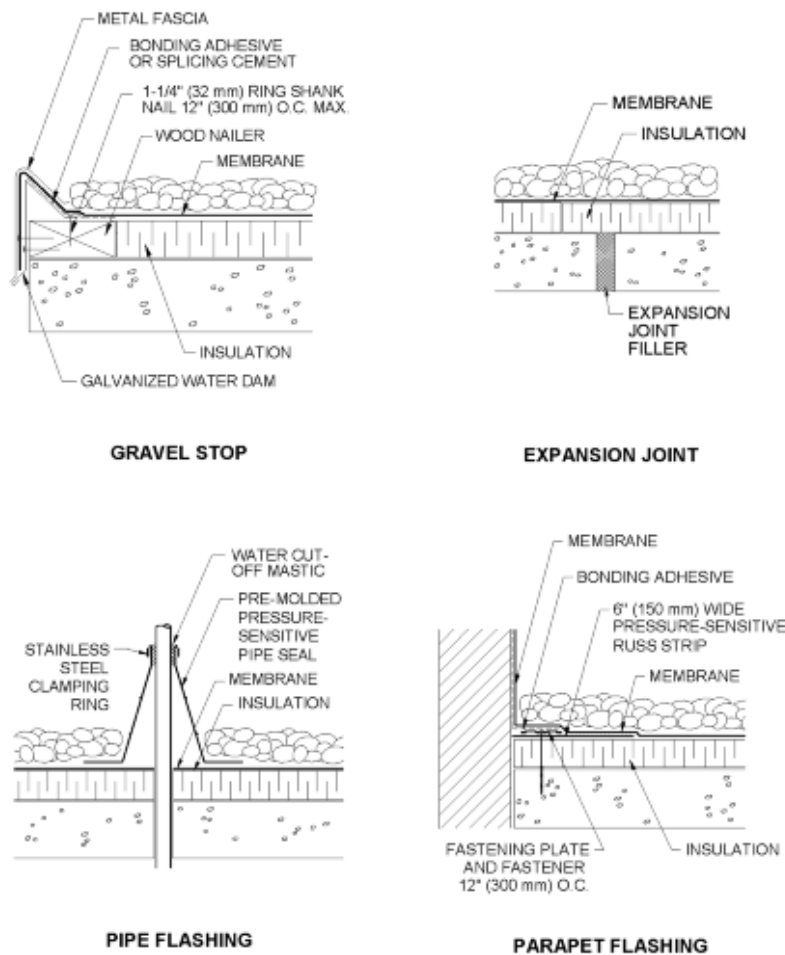 METAL FASCIA
BONDING ADHESIVE
OR SPLICING CEMENT
1-1/4" (32 mm) RING SHANK
NAIL 12" (300 mm) O.C. MAX.
WOOD NAILER
MEMBRANE
INSULATION
GALVANIZED WATER DAM
GRAVEL STOP
MEMBRANE
INSULATION
EXPANSION
JOINT
FILLER
EXPANSION JOINT
WATER CUT-
OFF MASTIC
PRE-MOLDED
PRESSURE-
SENSITIVE
PIPE SEAL
STAINLESS
STEEL
CLAMPING
RING
MEMBRANE
INSULATION
PIPE FLASHING
MEMBRANE
BONDING ADHESIVE
6" (150 mm) WIDE
PRESSURE-SENSITIVE
RUSS STRIP
MEMBRANE
FASTENING PLATE
AND FASTENER
12" (300 mm) O.C.
INSULATION
PARAPET FLASHING